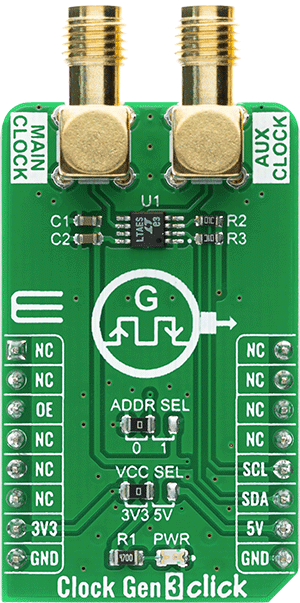 MAIN
CLOCK
AUX
CLOCK
U1
C1
C2
LTAES
e3
R2
R3
G
NC
NC
OE
NC
NC
NC
3V3
GND
NC
NC
NC
NC
SCL
SDA
5V
GND
ADDR SEL
0 1
VCC SEL
3V3 5V
R1
PWR
Clock Gen 3 click